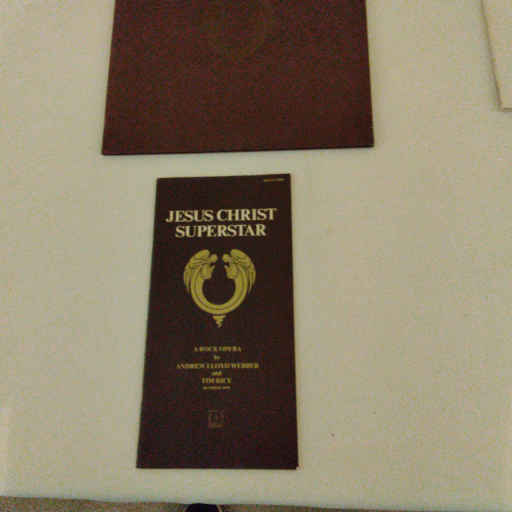 JESUS CHRIST
SUPERSTAR
A ROCK OPERA
by
ANDREW LLOYD WEBBER
and
TIM RICE